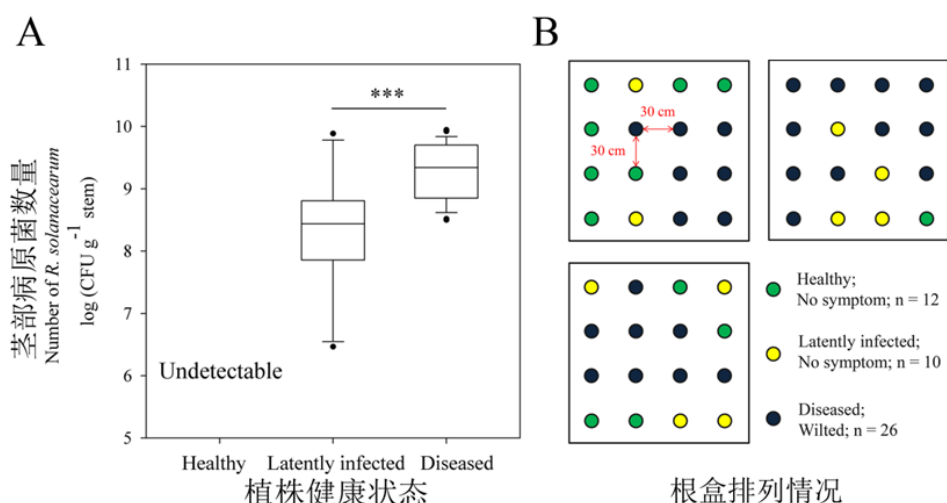 A
茎部病原菌数量
Number of R. solanacearum
log (CFU g⁻¹ stem)
11
10
9
8
7
6
5
***
Undetectable
Healthy
Latently infected
Diseased
植株健康状态
B
30 cm
30 cm
Healthy;
No symptom; n = 12
Latently infected;
No symptom; n = 10
Diseased;
Wilted; n = 26
根盒排列情况